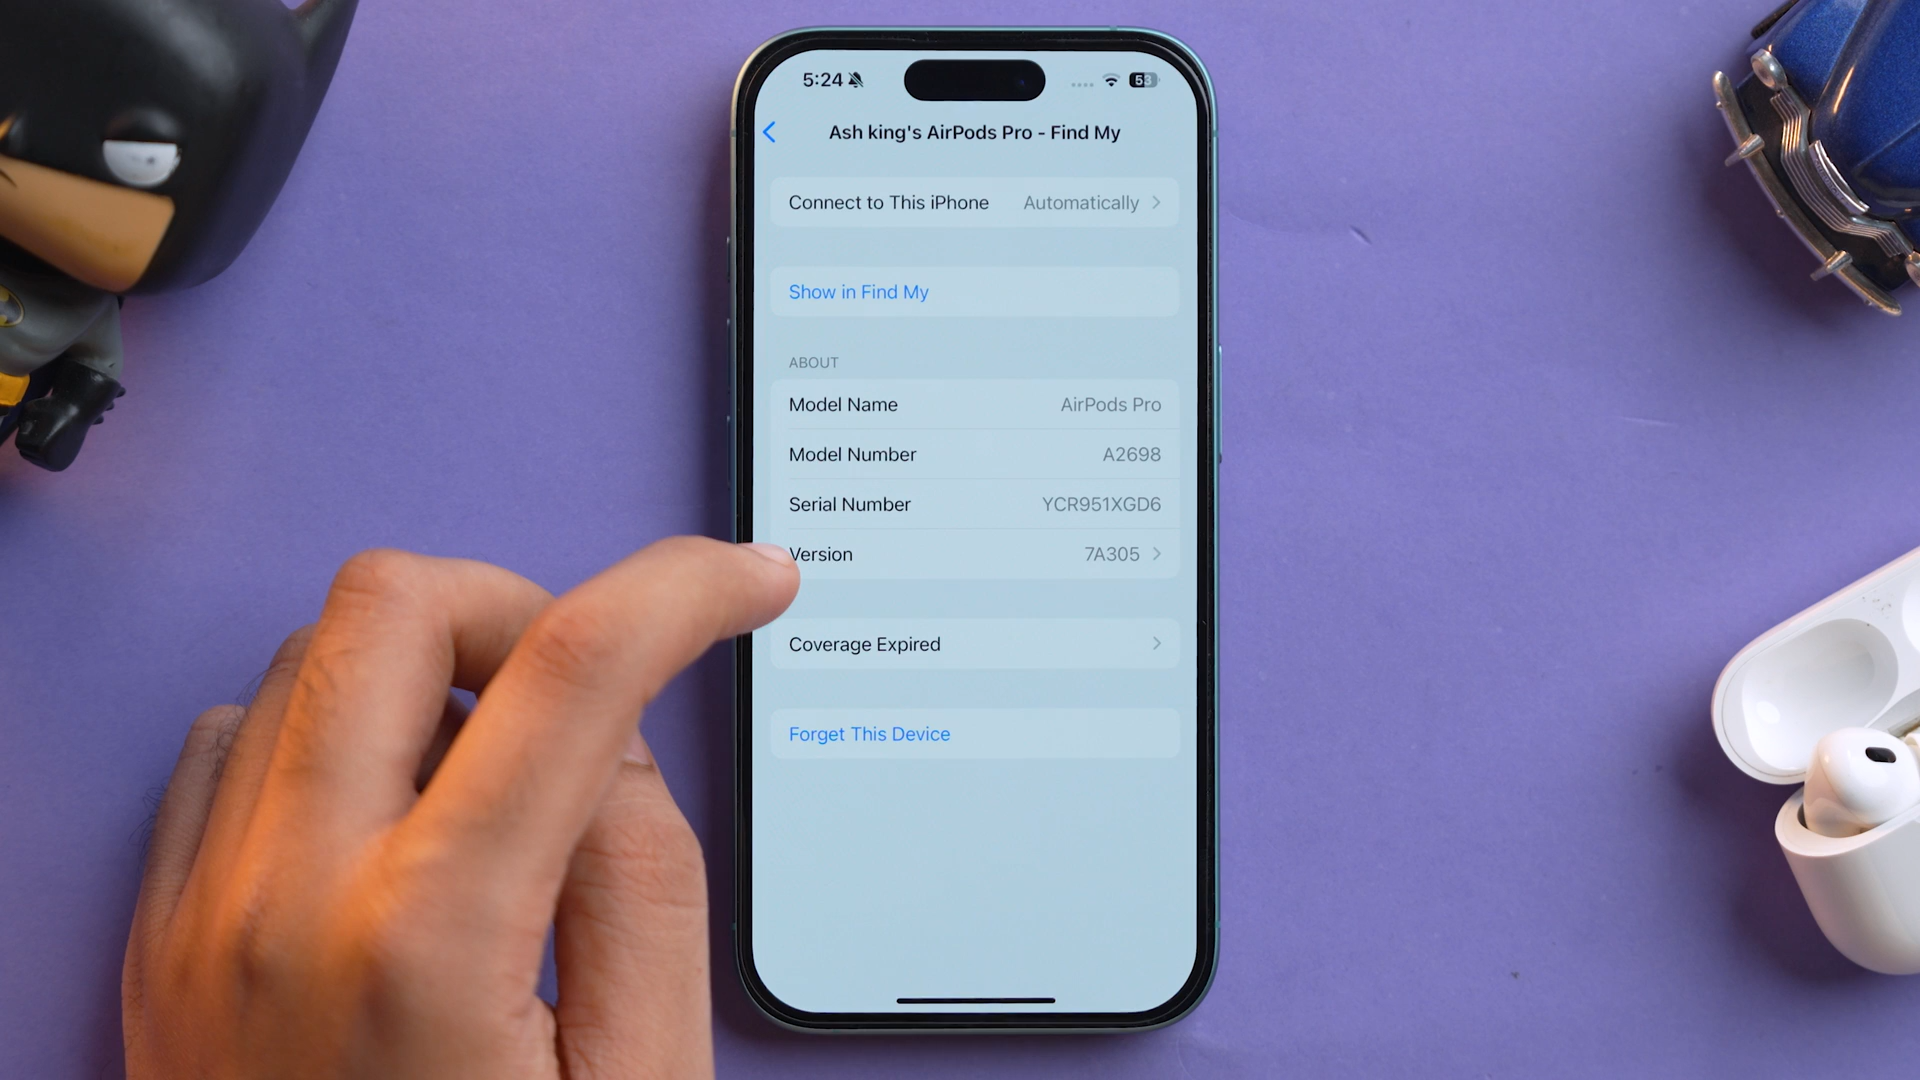 5:24
53
Ash king's AirPods Pro - Find My
Connect to This iPhone Automatically
Show in Find My
ABOUT
Model Name AirPods Pro
Model Number A2698
Serial Number YCR951XGD6
Version 7A305
Coverage Expired
Forget This Device